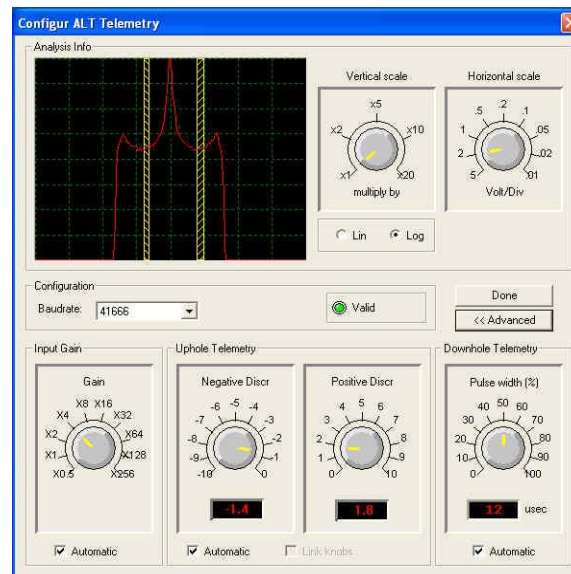 Configur ALT Telemetry
Analysis Info
Vertical scale
x1
x2
x5
x10
x20
multiply by
Lin
Log
Horizontal scale
5
2
1
.5
.2
.1
.05
.02
.01
Volt/Div
Configuration
Baudrate:
41666
Valid
Done
<< Advanced
Input Gain
Gain
X0.5
X1
X2
X4
X8
X16
X32
X64
X128
X256
Automatic
Uphole Telemetry
Negative Discr
-10
-9
-8
-7
-6
-5
-4
-3
-2
-1
0
-1.4
Automatic
Positive Discr
0
1
2
3
4
5
6
7
8
9
10
1.8
Link knobs
Downhole Telemetry
Pulse width (%)
0
10
20
30
40
50
60
70
80
90
100
12
usec
Automatic